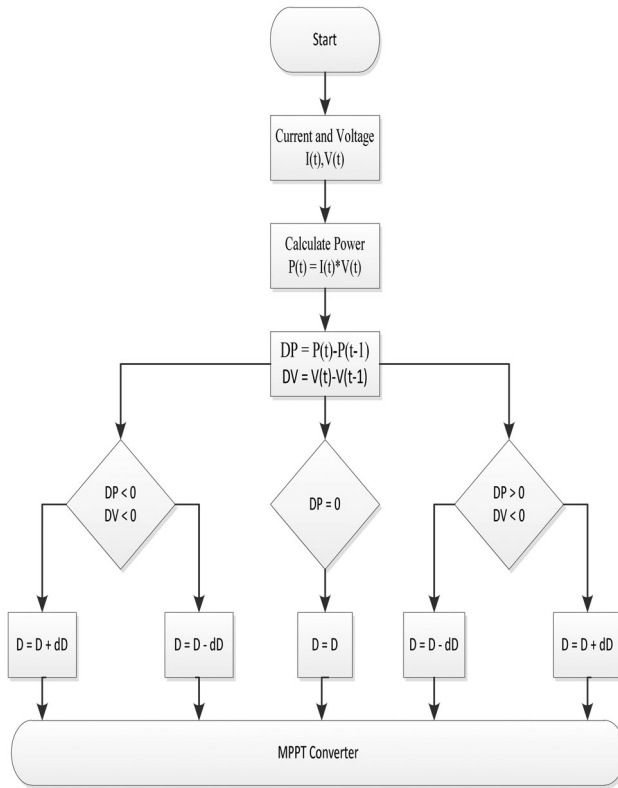 Start
Current and Voltage
I(t),V(t)
Calculate Power
P(t) = I(t)*V(t)
DP = P(t)-P(t-1)
DV = V(t)-V(t-1)
DP < 0
DV < 0
DP = 0
DP > 0
DV < 0
D = D + dD
D = D - dD
D = D
D = D - dD
D = D + dD
MPPT Converter